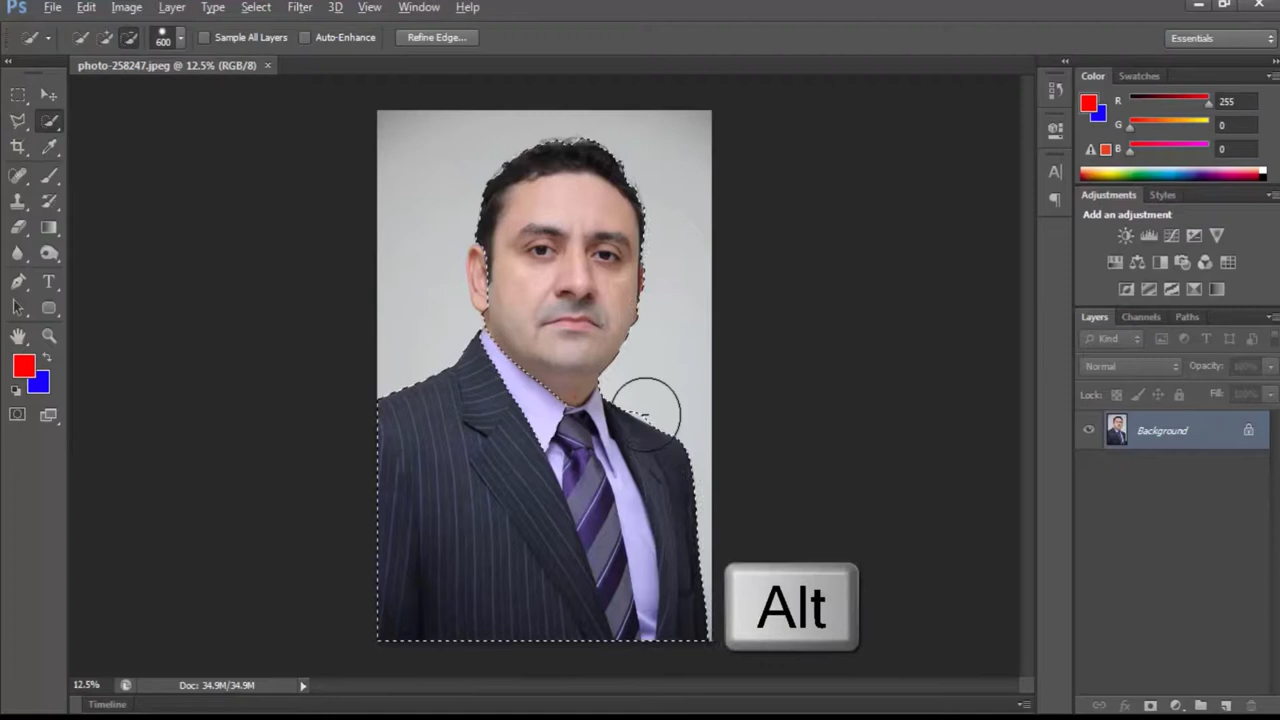 Ps File Edit Image Layer Type Select Filter 3D View Window Help
600 Sample All Layers Auto-Enhance Refine Edge... Essentials
photo-258247.jpeg @ 12.5% (RGB/8) ×
Color Swatches
R 255
G 0
B 0
Adjustments Styles
Add an adjustment
Layers Channels Paths
Kind
Normal Opacity: 100%
Lock: Fill: 100%
Background
Alt
12.5% Doc: 34.9M/34.9M
Timeline